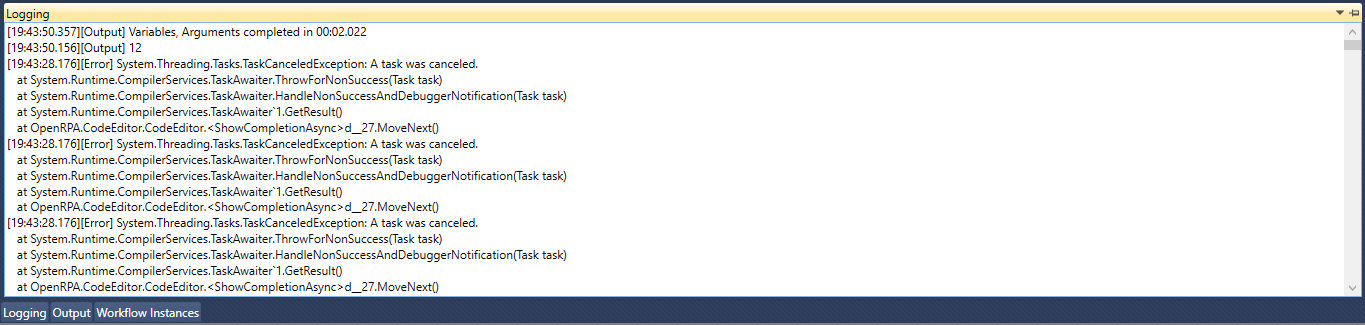 Logging
[19:43:50.357][Output] Variables, Arguments completed in 00:02.022
[19:43:50.156][Output] 12
[19:43:28.176][Error] System.Threading.Tasks.TaskCanceledException: A task was canceled.
at System.Runtime.CompilerServices.TaskAwaiter.ThrowForNonSuccess(Task task)
at System.Runtime.CompilerServices.TaskAwaiter.HandleNonSuccessAndDebuggerNotification(Task task)
at System.Runtime.CompilerServices.TaskAwaiter`1.GetResult()
at OpenRPA.CodeEditor.CodeEditor.<ShowCompletionAsync>d__27.MoveNext()
[19:43:28.176][Error] System.Threading.Tasks.TaskCanceledException: A task was canceled.
at System.Runtime.CompilerServices.TaskAwaiter.ThrowForNonSuccess(Task task)
at System.Runtime.CompilerServices.TaskAwaiter.HandleNonSuccessAndDebuggerNotification(Task task)
at System.Runtime.CompilerServices.TaskAwaiter`1.GetResult()
at OpenRPA.CodeEditor.CodeEditor.<ShowCompletionAsync>d__27.MoveNext()
[19:43:28.176][Error] System.Threading.Tasks.TaskCanceledException: A task was canceled.
at System.Runtime.CompilerServices.TaskAwaiter.ThrowForNonSuccess(Task task)
at System.Runtime.CompilerServices.TaskAwaiter.HandleNonSuccessAndDebuggerNotification(Task task)
at System.Runtime.CompilerServices.TaskAwaiter`1.GetResult()
at OpenRPA.CodeEditor.CodeEditor.<ShowCompletionAsync>d__27.MoveNext()
Logging Output Workflow Instances